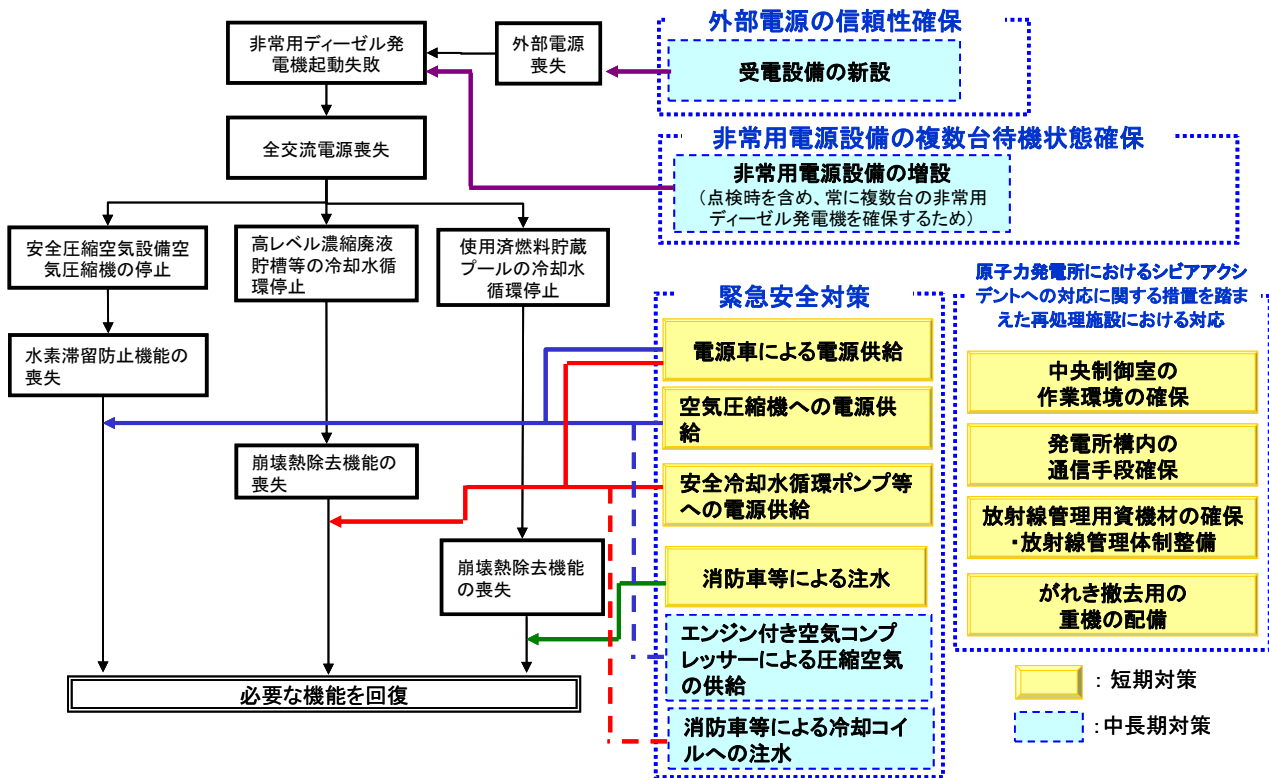 非常用ディーゼル発
電機起動失敗
外部電源
喪失
外部電源の信頼性確保
受電設備の新設
全交流電源喪失
非常用電源設備の複数台待機状態確保
非常用電源設備の増設
（点検時を含め、常に複数台の非常用
ディーゼル発電機を確保するため）
安全圧縮空気設備空
気圧縮機の停止
高レベル濃縮廃液
貯槽等の冷却水循
環停止
使用済燃料貯蔵
プールの冷却水
循環停止
水素滞留防止機能の
喪失
崩壊熱除去機能の
喪失
崩壊熱除去機能
の喪失
必要な機能を回復
緊急安全対策
電源車による電源供給
空気圧縮機への電源供
給
安全冷却水循環ポンプ等
への電源供給
消防車等による注水
エンジン付き空気コンプ
レッサーによる圧縮空気
の供給
消防車等による冷却コイ
ルへの注水
原子力発電所におけるシビアアクシ
デントへの対応に関する措置を踏ま
えた再処理施設における対応
中央制御室の
作業環境の確保
発電所構内の
通信手段確保
放射線管理用資機材の確保
・放射線管理体制整備
がれき撤去用の
重機の配備
：短期対策
：中長期対策